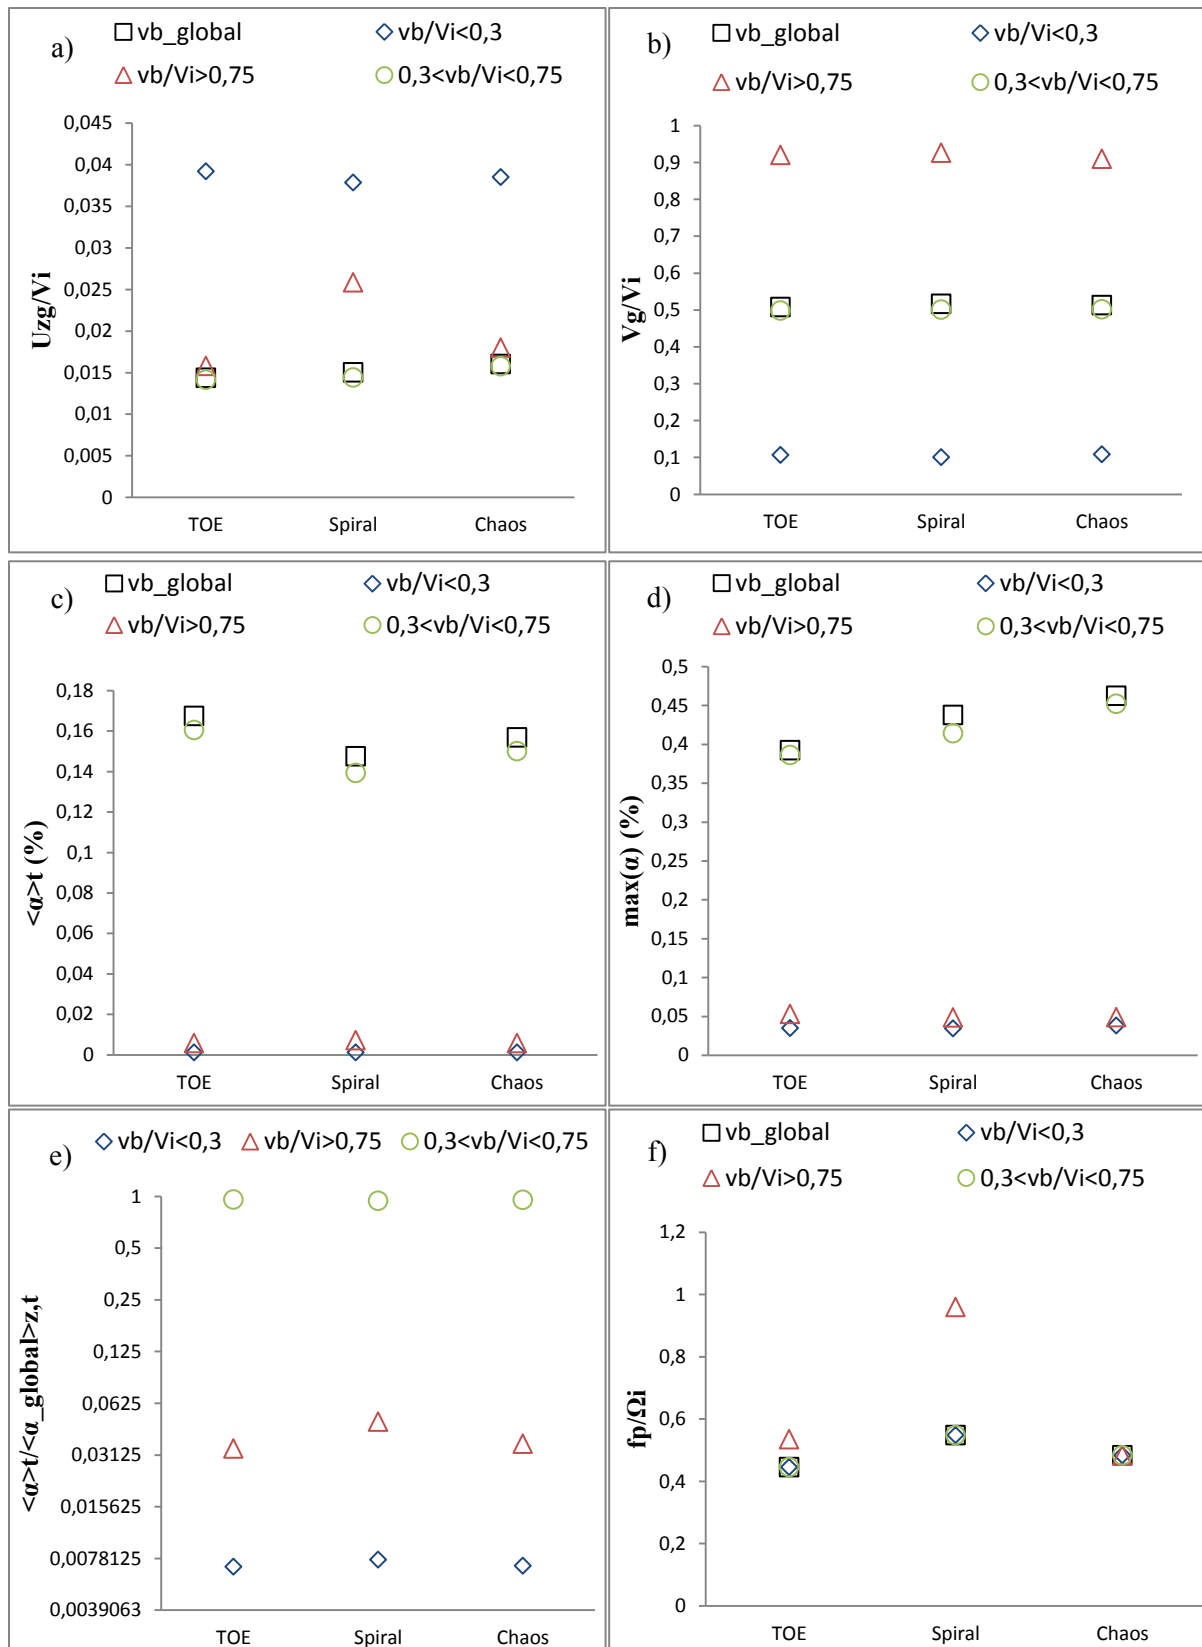 a)
vb_global
vb/Vi<0,3
vb/Vi>0,75
0,3<vb/Vi<0,75
0,045
0,04
0,035
0,03
0,025
0,02
0,015
0,01
0,005
0
Uzg/Vi
TOE Spiral Chaos
b)
vb_global
vb/Vi<0,3
vb/Vi>0,75
0,3<vb/Vi<0,75
1
0,9
0,8
0,7
0,6
0,5
0,4
0,3
0,2
0,1
0
Vg/Vi
TOE Spiral Chaos
c)
vb_global
vb/Vi<0,3
vb/Vi>0,75
0,3<vb/Vi<0,75
0,18
0,16
0,14
0,12
0,1
0,08
0,06
0,04
0,02
0
<α>t (%)
TOE Spiral Chaos
d)
vb_global
vb/Vi<0,3
vb/Vi>0,75
0,3<vb/Vi<0,75
0,5
0,45
0,4
0,35
0,3
0,25
0,2
0,15
0,1
0,05
0
max(α) (%)
TOE Spiral Chaos
e)
vb/Vi<0,3 vb/Vi>0,75 0,3<vb/Vi<0,75
1
0,5
0,25
0,125
0,0625
0,03125
0,015625
0,0078125
0,0039063
<α>t/<α_global>z,t
TOE Spiral Chaos
f)
vb_global
vb/Vi<0,3
vb/Vi>0,75
0,3<vb/Vi<0,75
1,2
1
0,8
0,6
0,4
0,2
0
fp/Ωi
TOE Spiral Chaos